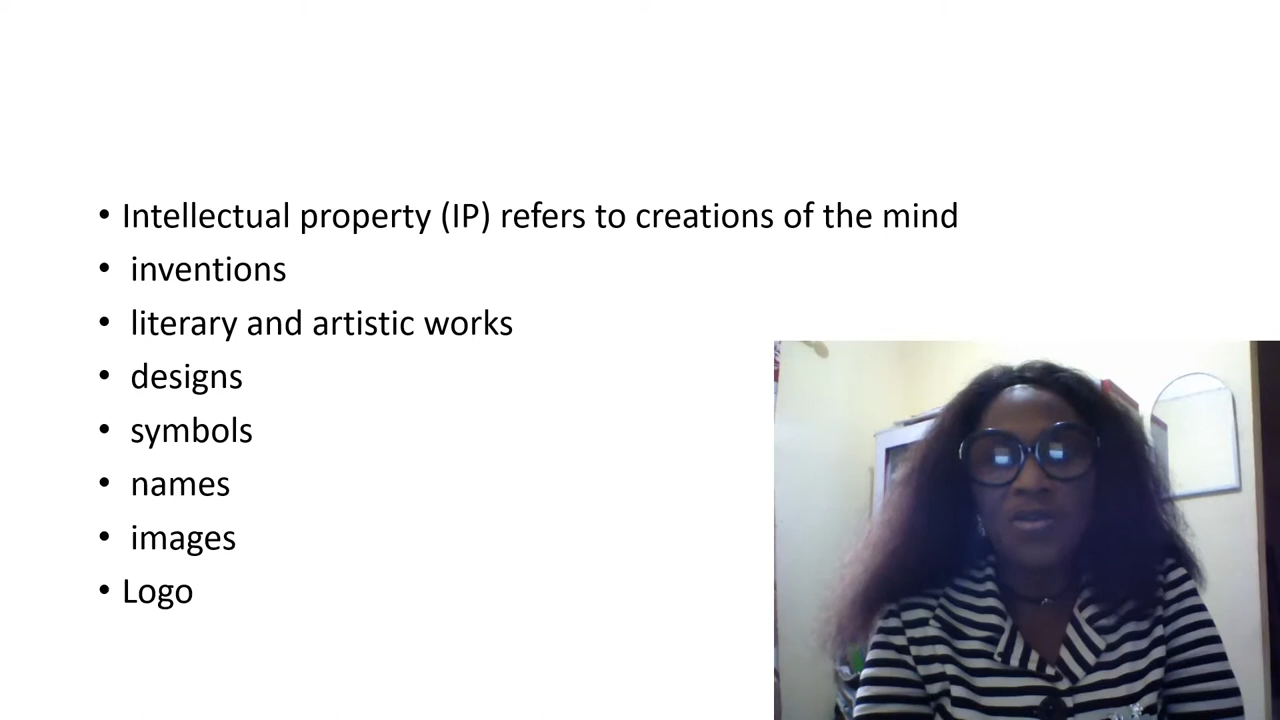 • Intellectual property (IP) refers to creations of the mind
• inventions
• literary and artistic works
• designs
• symbols
• names
• images
• Logo